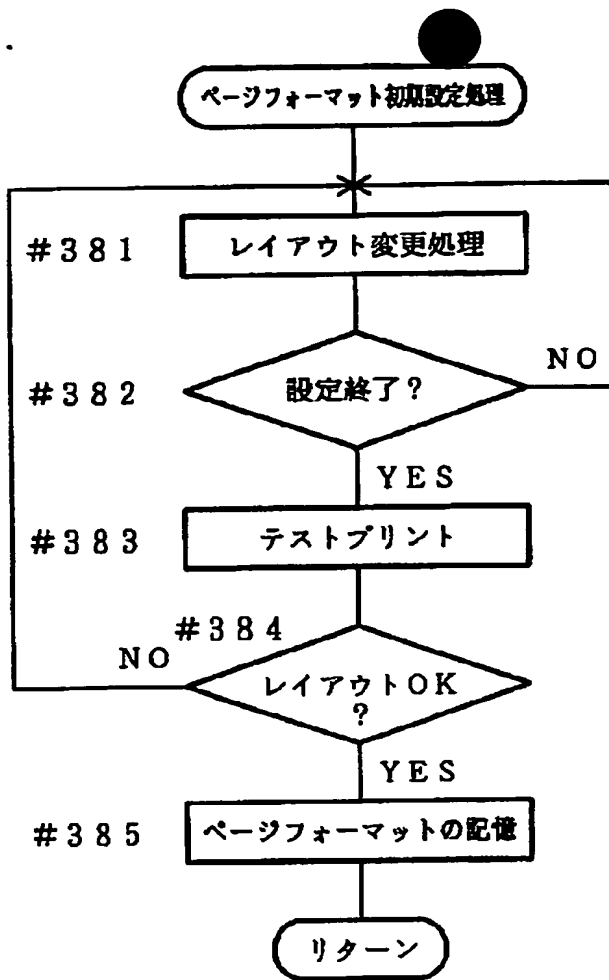 ページフォーマット初期設定処理
#381
レイアウト変更処理
#382
設定終了?
NO
YES
#383
テストプリント
#384
NO
レイアウトOK
?
YES
#385
ページフォーマットの記憶
リターン